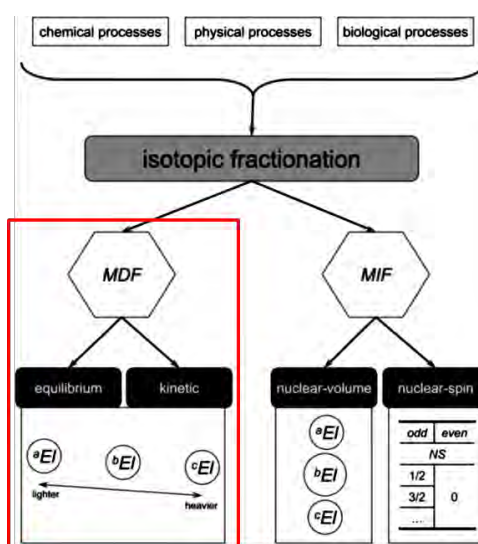 chemical processes physical processes biological processes
isotopic fractionation
MDF MIF
equilibrium kinetic nuclear-volume nuclear-spin
odd even
NS
1/2
3/2 0
...
aEl bEl cEl
lighter heavier
aEl
bEl
cEl